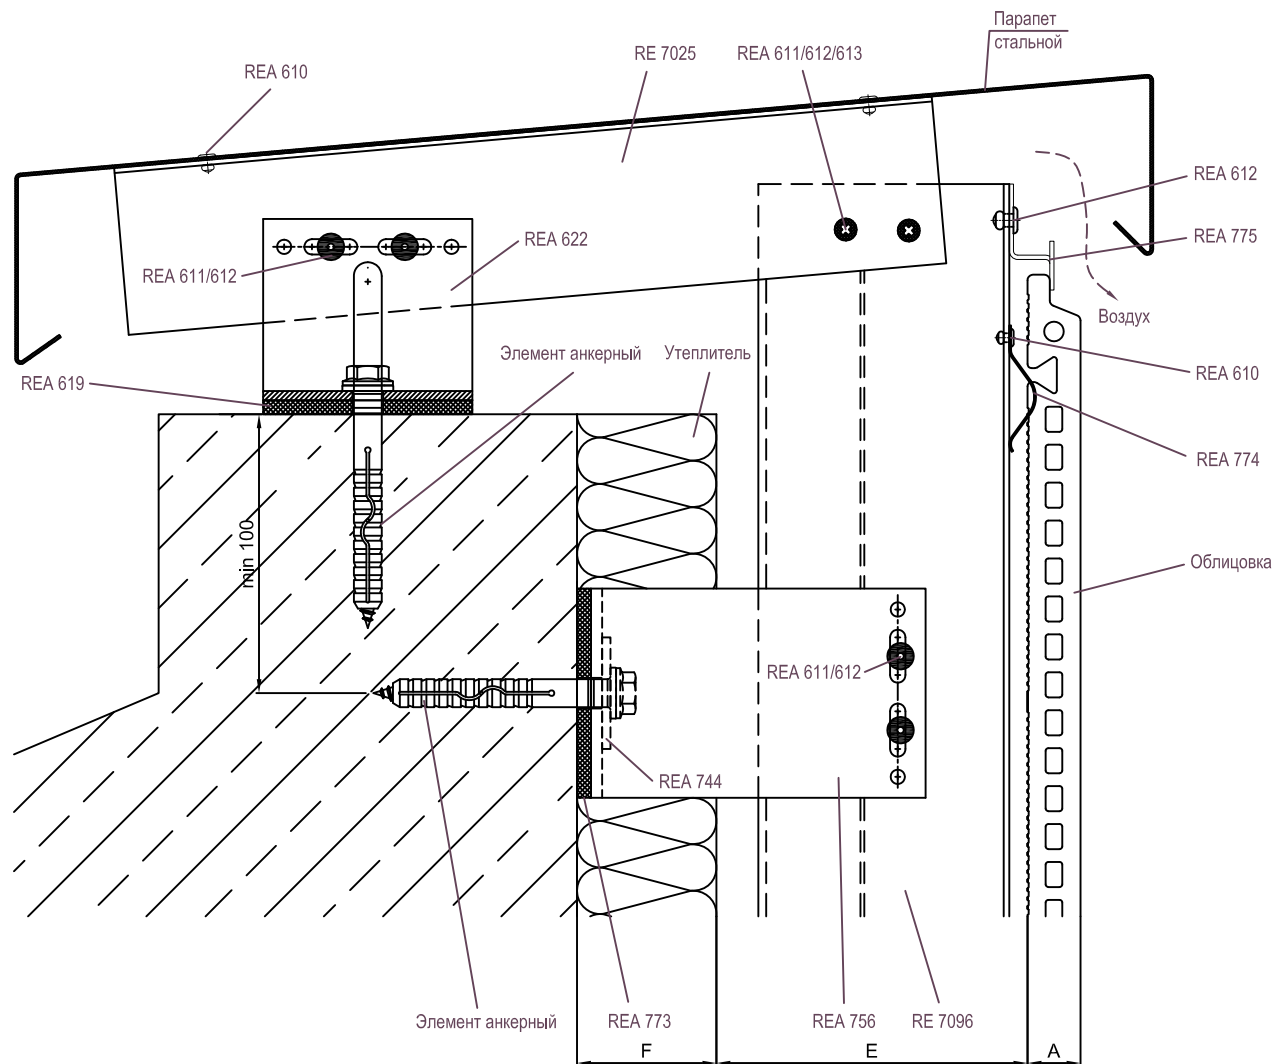 Парапет
стальной
REA 610
RE 7025
REA 611/612/613
REA 612
REA 622
REA 775
REA 611/612
Воздух
Элемент анкерный
Утеплитель
REA 619
REA 610
REA 774
min 100
Облицовка
REA 611/612
REA 744
Элемент анкерный
REA 773
REA 756
RE 7096
F
E
A